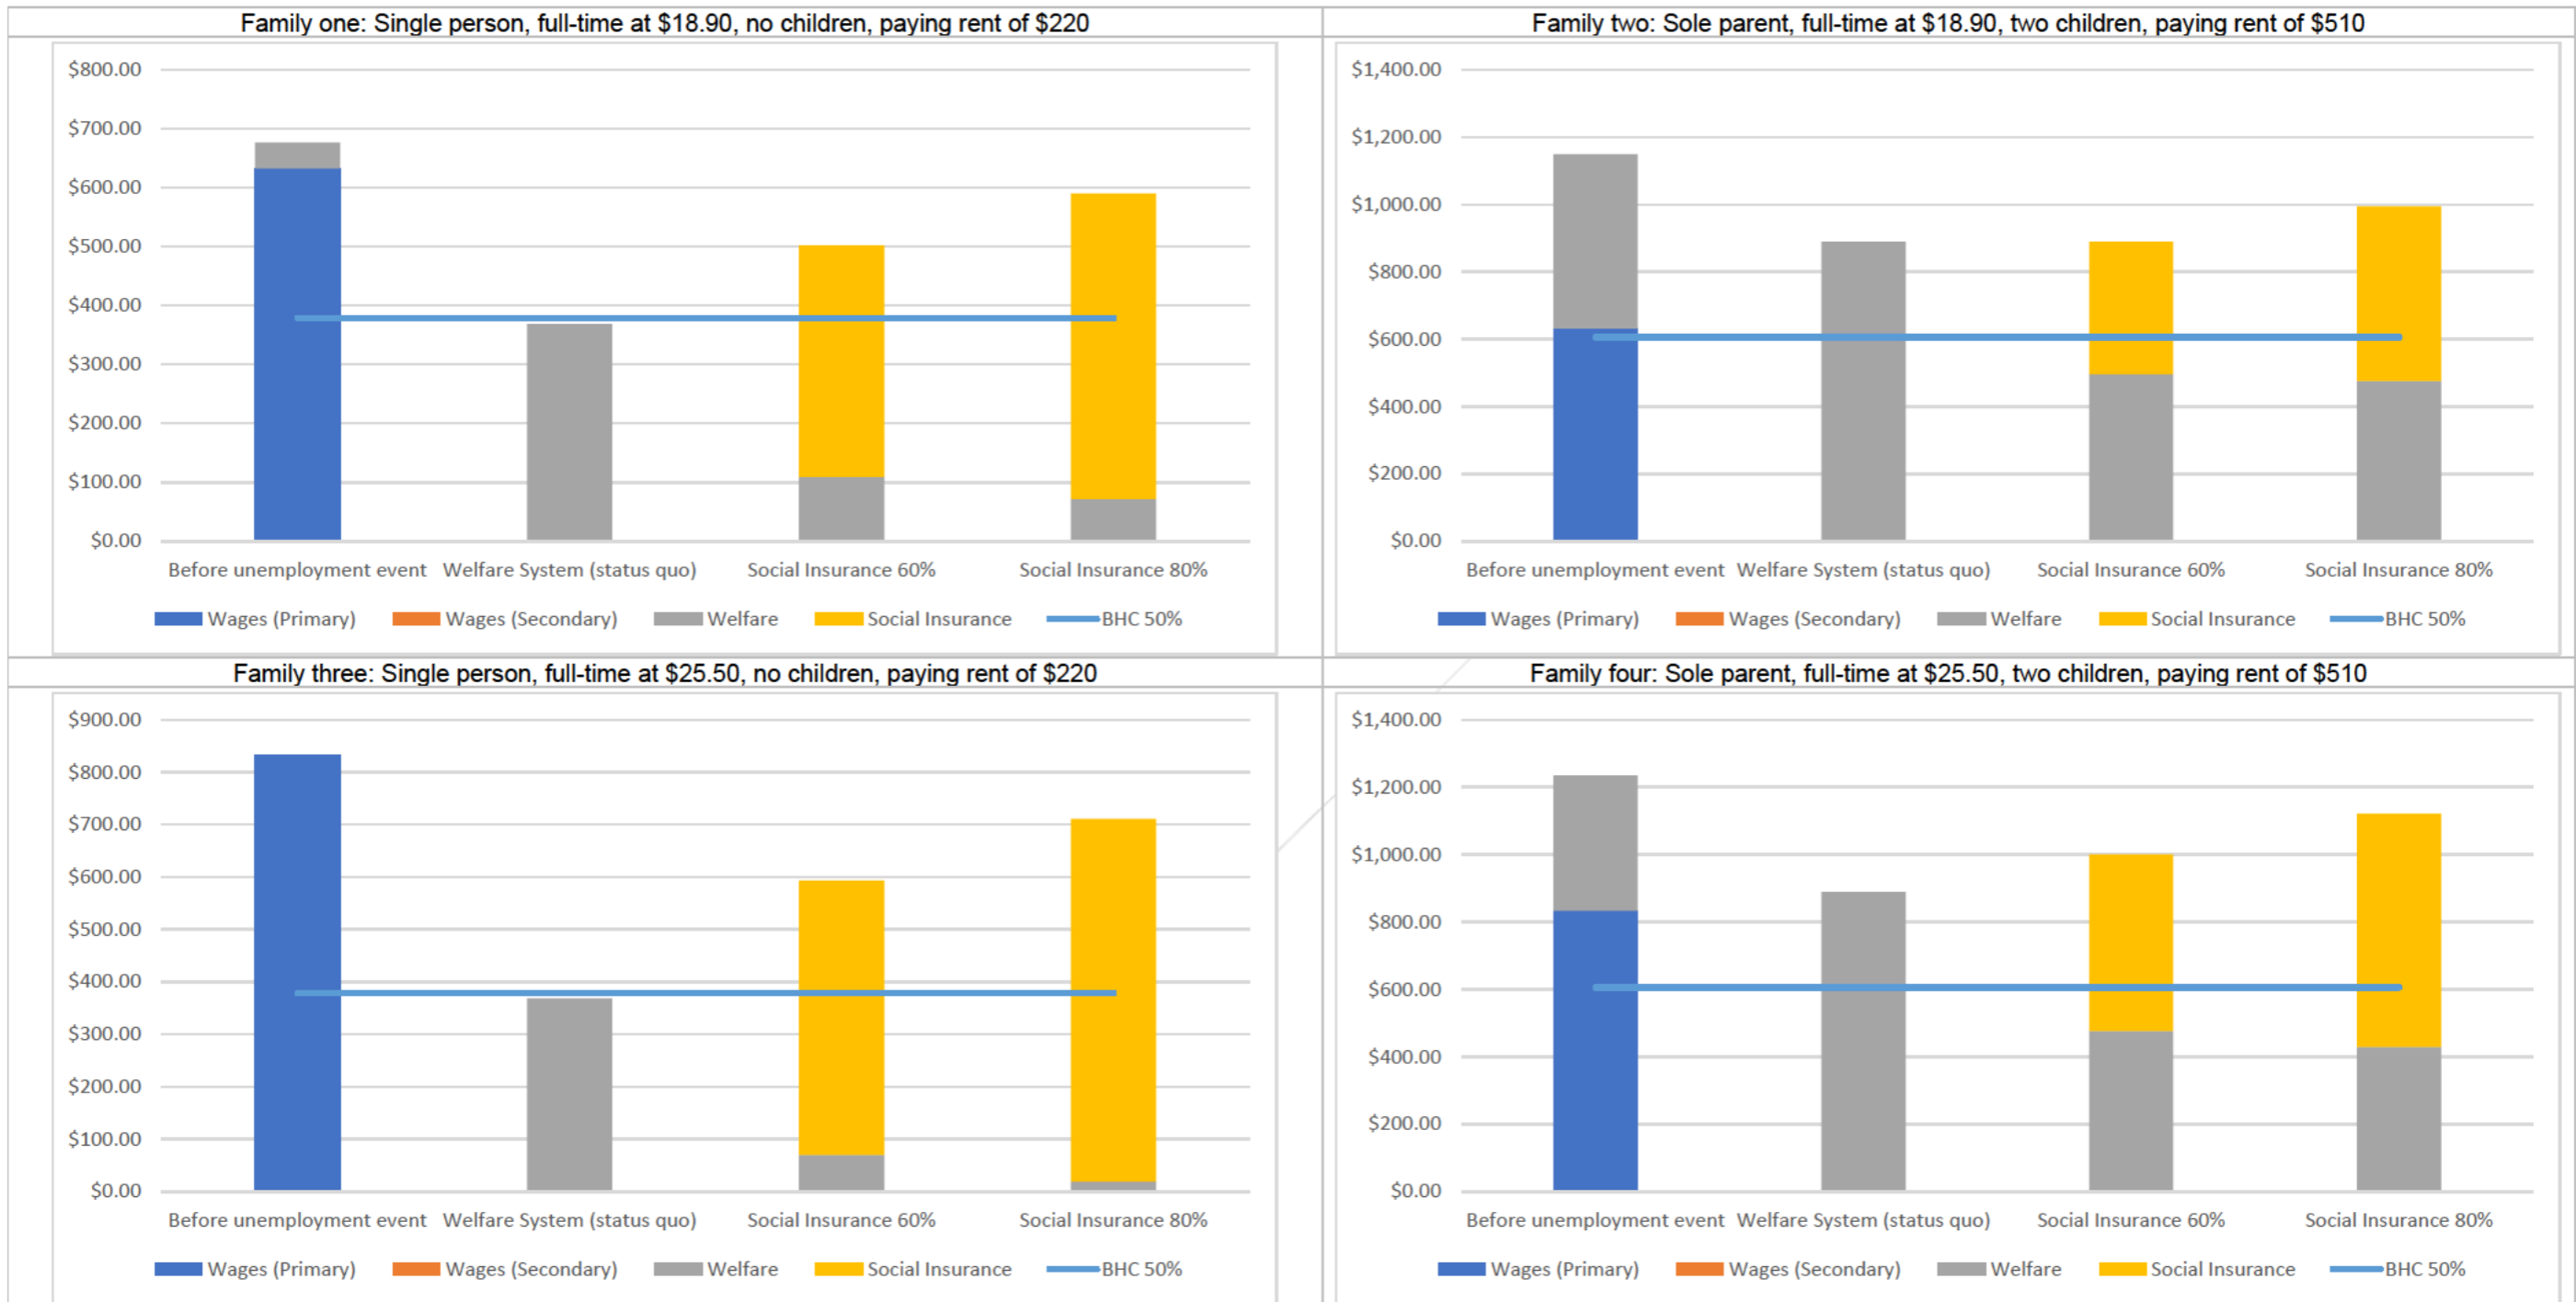 Family one: Single person, full-time at $18.90, no children, paying rent of $220
$800.00
$700.00
$600.00
$500.00
$400.00
$300.00
$200.00
$100.00
$0.00
Before unemployment event Welfare System (status quo) Social Insurance 60% Social Insurance 80%
Wages (Primary) Wages (Secondary) Welfare Social Insurance BHC 50%
Family two: Sole parent, full-time at $18.90, two children, paying rent of $510
$1,400.00
$1,200.00
$1,000.00
$800.00
$600.00
$400.00
$200.00
$0.00
Before unemployment event Welfare System (status quo) Social Insurance 60% Social Insurance 80%
Wages (Primary) Wages (Secondary) Welfare Social Insurance BHC 50%
Family three: Single person, full-time at $25.50, no children, paying rent of $220
$900.00
$800.00
$700.00
$600.00
$500.00
$400.00
$300.00
$200.00
$100.00
$0.00
Before unemployment event Welfare System (status quo) Social Insurance 60% Social Insurance 80%
Wages (Primary) Wages (Secondary) Welfare Social Insurance BHC 50%
Family four: Sole parent, full-time at $25.50, two children, paying rent of $510
$1,400.00
$1,200.00
$1,000.00
$800.00
$600.00
$400.00
$200.00
$0.00
Before unemployment event Welfare System (status quo) Social Insurance 60% Social Insurance 80%
Wages (Primary) Wages (Secondary) Welfare Social Insurance BHC 50%